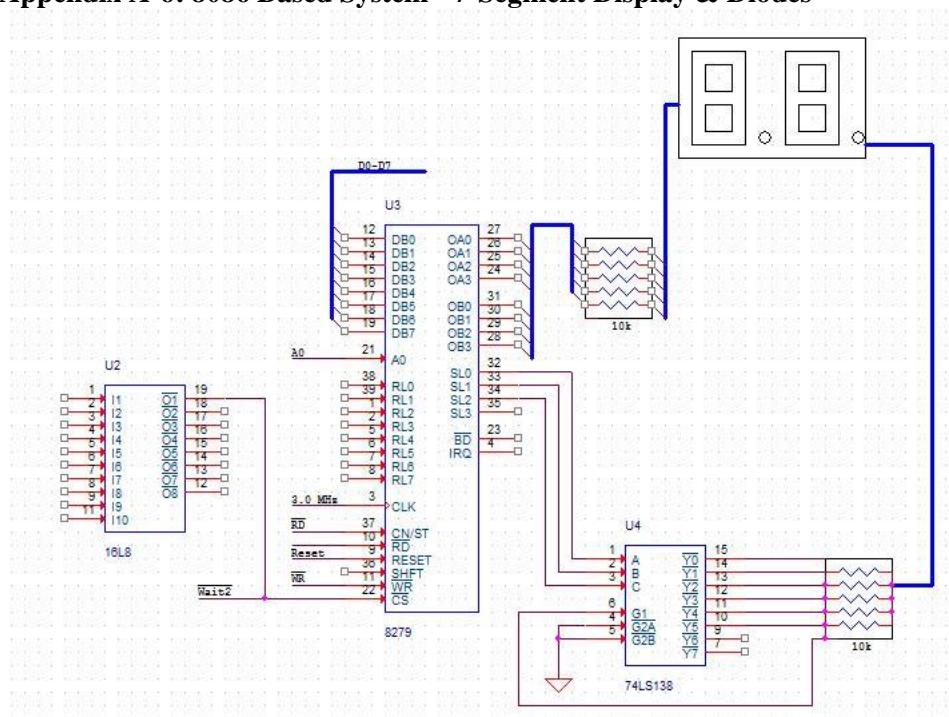 Appendix Based System 7-Segment Display & Diodes
D0-D7
U3
12 DB0 OA0 27
13 DB1 OA1 26
14 DB2 OA2 25
15 DB3 OA3 24
16 DB4
17 DB5 OB0 31
18 DB6 OB1 30
19 DB7 OB2 29
OB3 28
10k
A0 21 A0
SL0 32
38 RL0 SL1 33
39 RL1 SL2 34
1 RL2 SL3 35
2 RL3
5 RL4 BD 23
6 RL5 IRQ 4
7 RL6
8 RL7
3.0 MHz 3 CLK
37 CN/ST
RD 10 RD
Reset 9 RESET
36 SHFT
WR 11 WR
Wait2 22 CS
8279
U2
1 I1 O1 19
2 I2 O2 18
3 I3 O3 17
4 I4 O4 16
5 I5 O5 15
6 I6 O6 14
7 I7 O7 13
8 I8 O8 12
9 I9
11 I10
16L8
U4
1 A Y0 15
2 B Y1 14
3 C Y2 13
Y3 12
6 G1 Y4 11
4 G2A Y5 10
5 G2B Y6 9
Y7 7
74LS138
10k